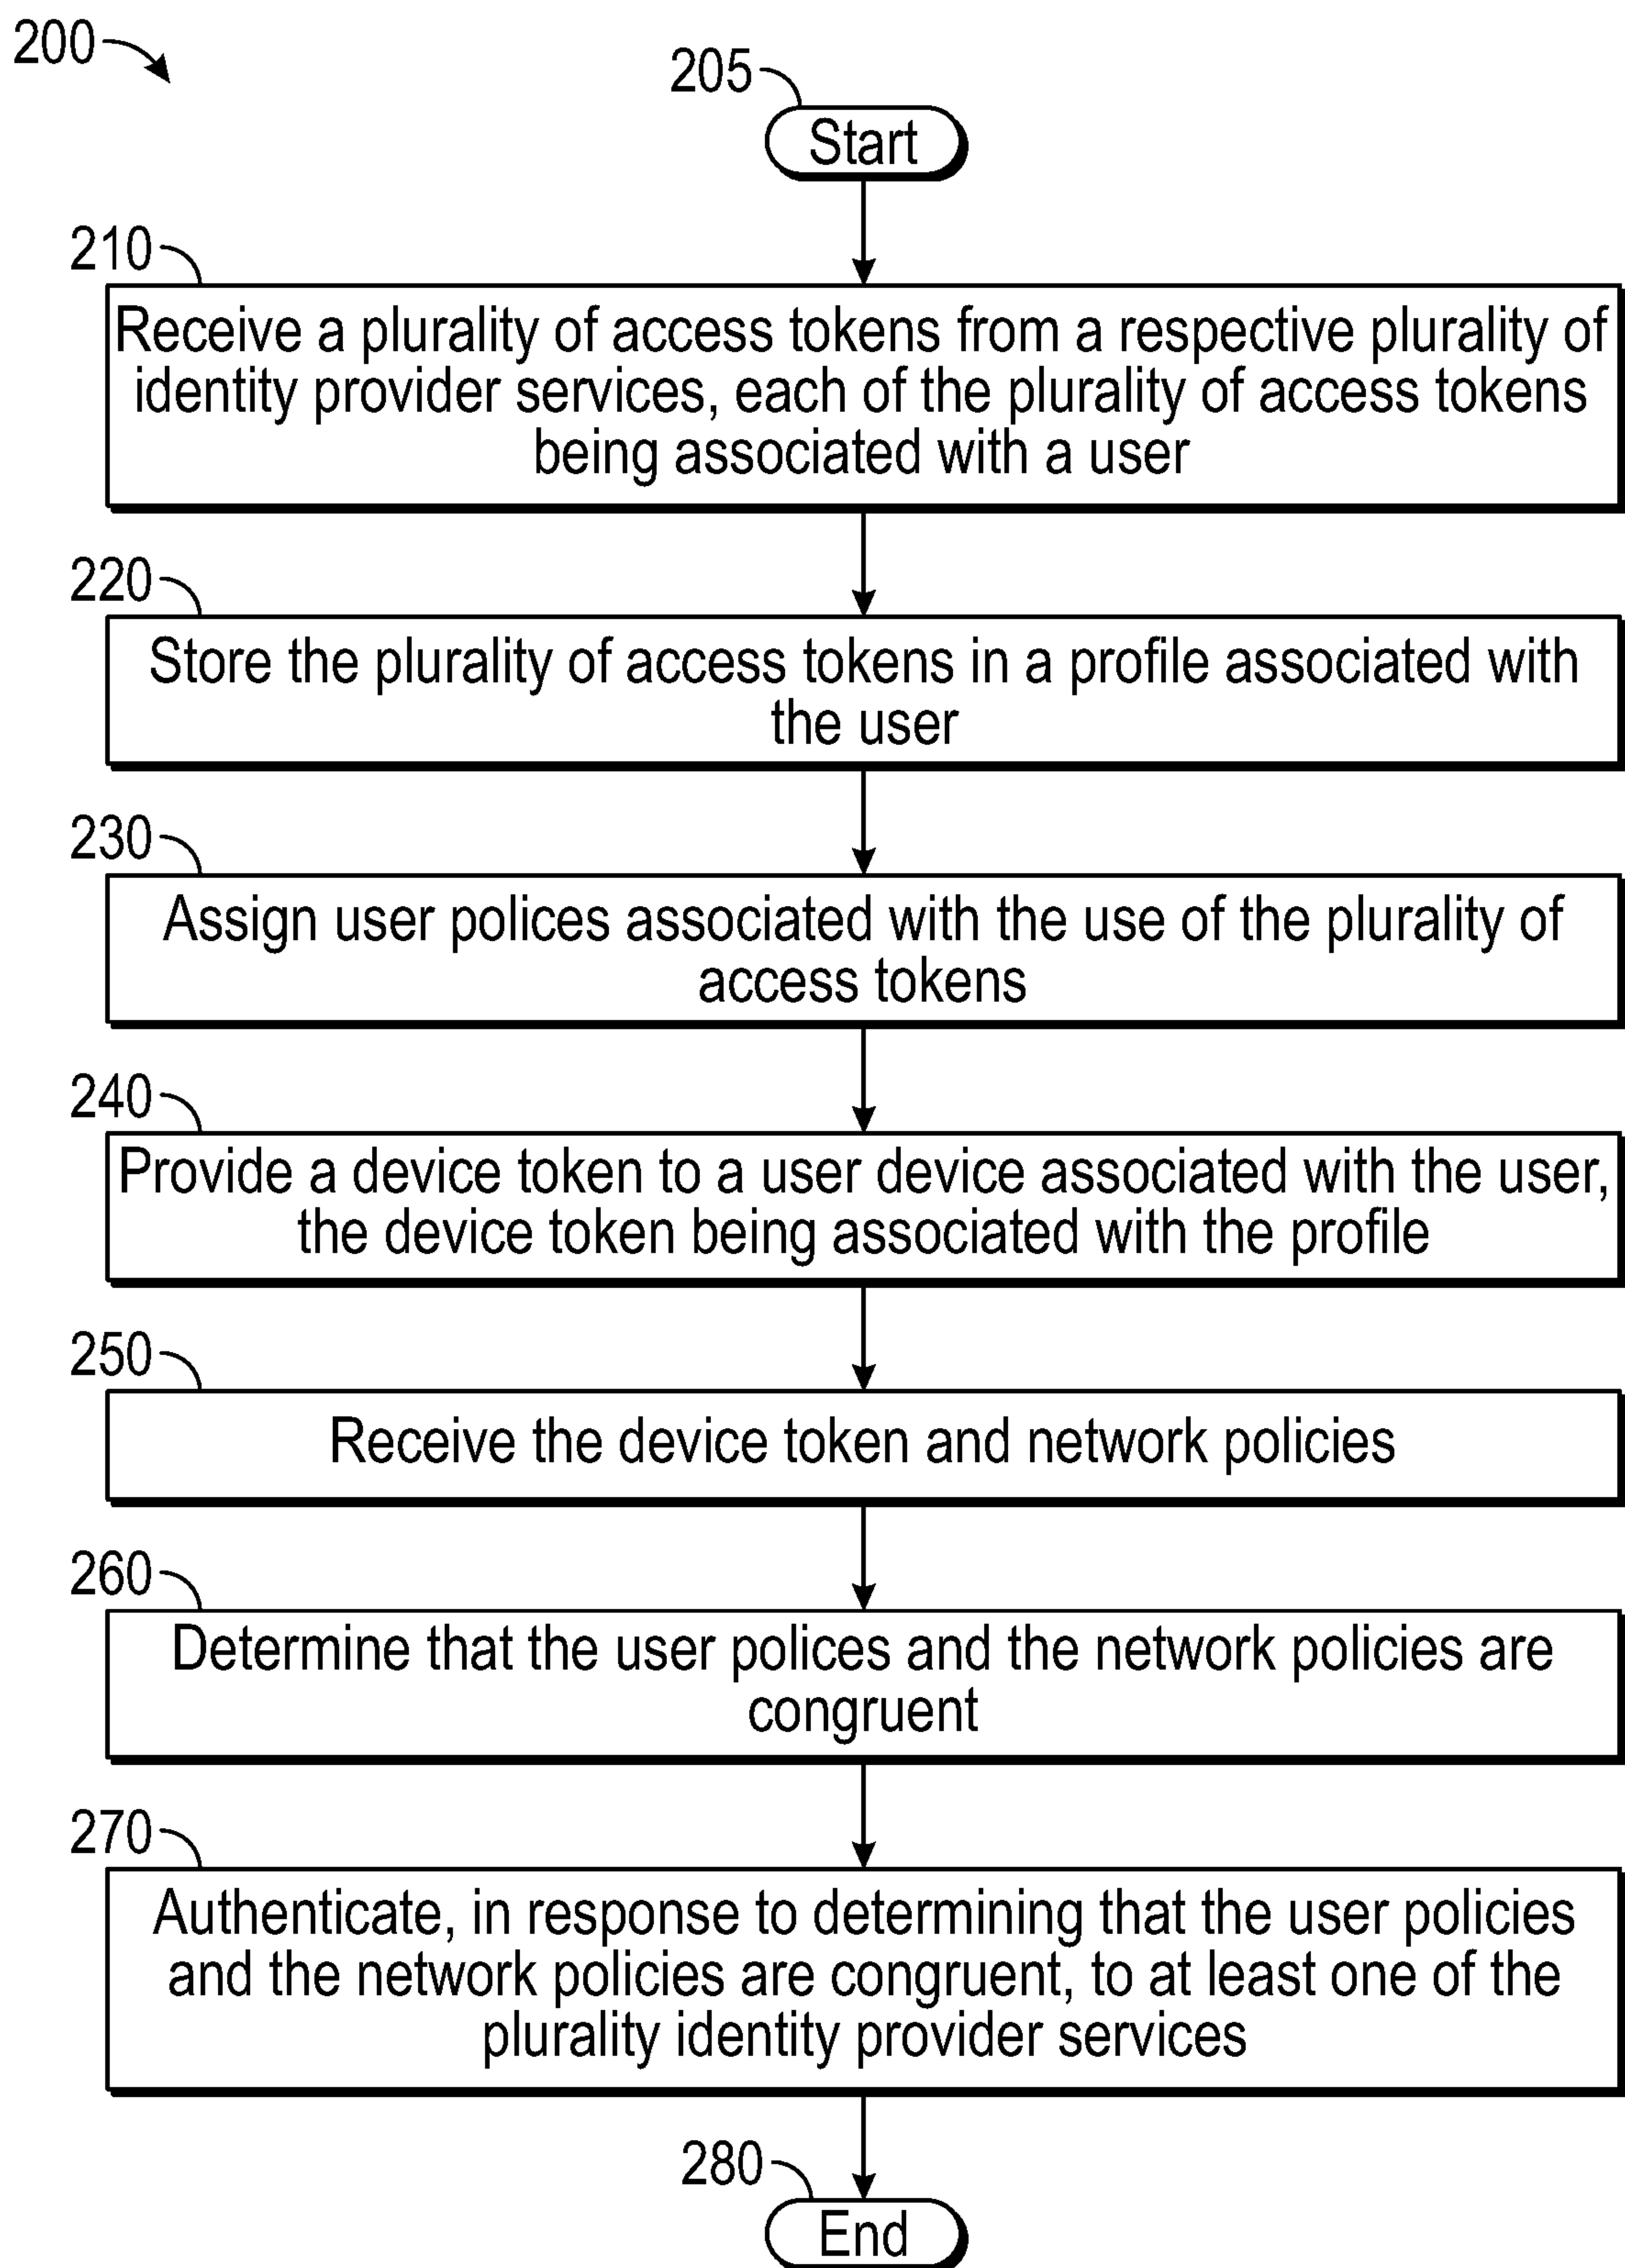 200
205
Start
210
Receive a plurality of access tokens from a respective plurality of
identity provider services, each of the plurality of access tokens
being associated with a user
220
Store the plurality of access tokens in a profile associated with
the user
230
Assign user polices associated with the use of the plurality of
access tokens
240
Provide a device token to a user device associated with the user,
the device token being associated with the profile
250
Receive the device token and network policies
260
Determine that the user polices and the network policies are
congruent
270
Authenticate, in response to determining that the user policies
and the network policies are congruent, to at least one of the
plurality identity provider services
280
End